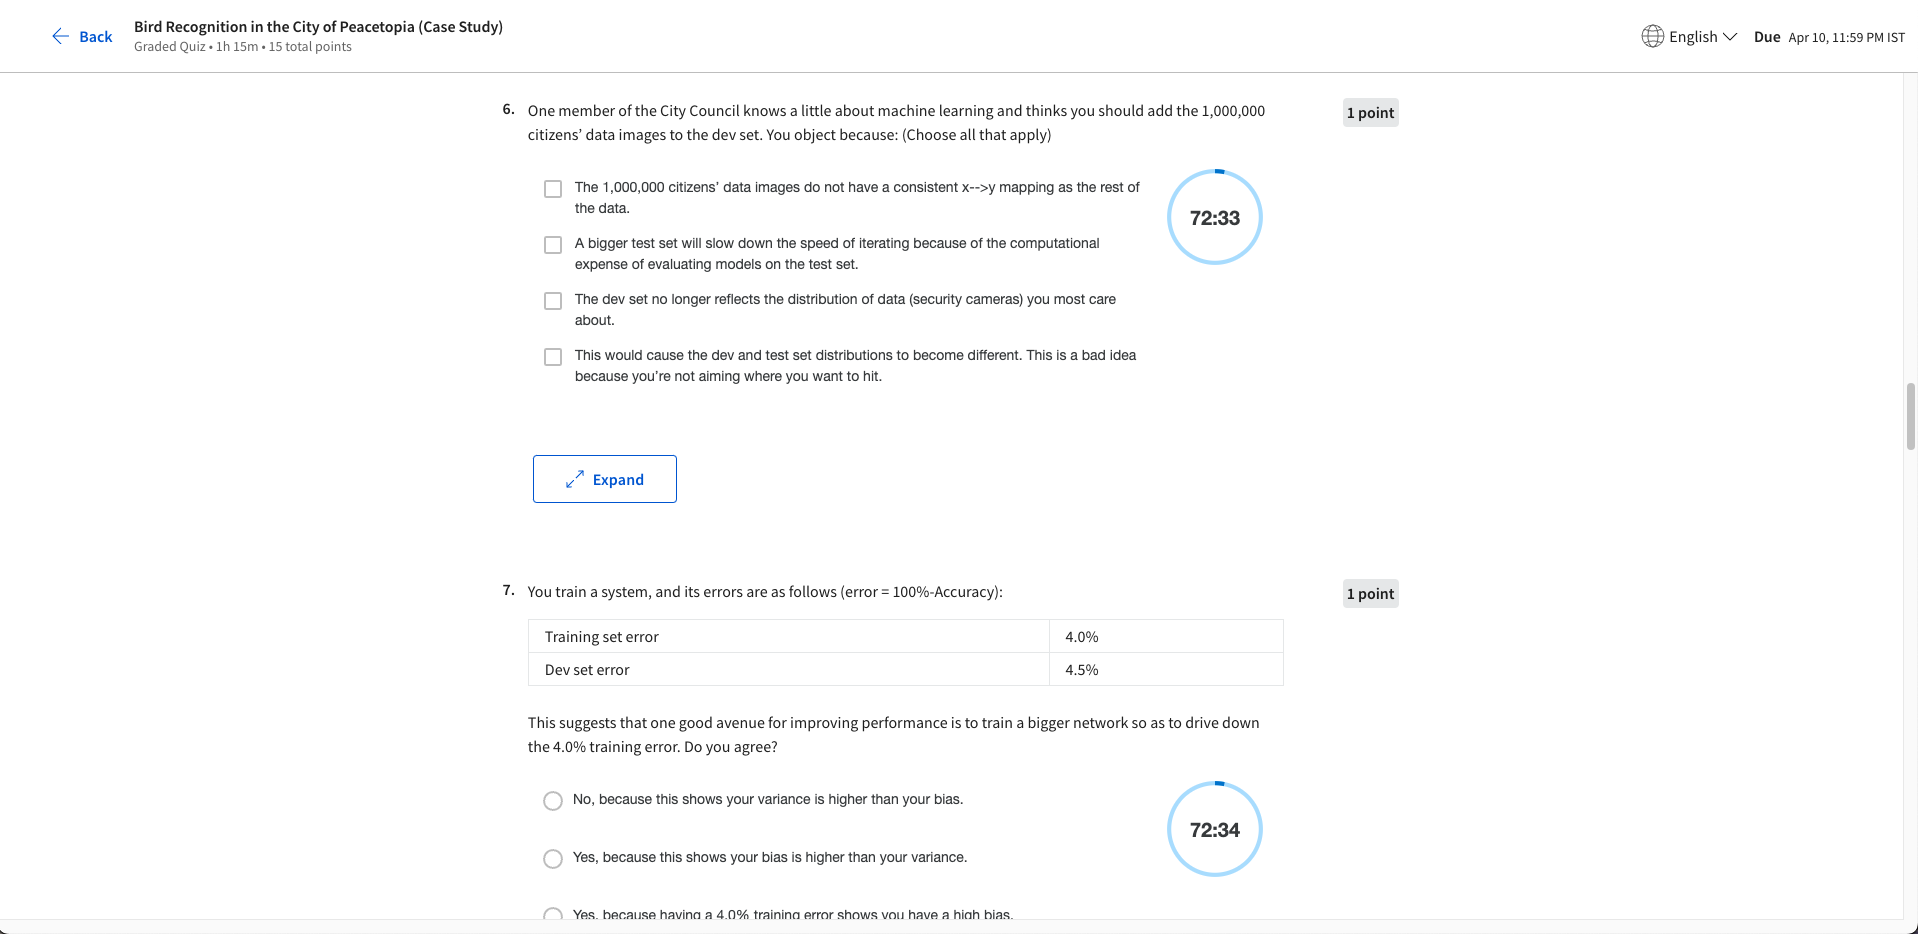 Back
Bird Recognition in the City of Peacetopia (Case Study)
Graded Quiz • 1h 15m • 15 total points
English
Due Apr 10, 11:59 PM IST
6. One member of the City Council knows a little about machine learning and thinks you should add the 1,000,000
citizens’ data images to the dev set. You object because: (Choose all that apply)
1 point
The 1,000,000 citizens’ data images do not have a consistent x-->y mapping as the rest of
the data.
A bigger test set will slow down the speed of iterating because of the computational
expense of evaluating models on the test set.
The dev set no longer reflects the distribution of data (security cameras) you most care
about.
This would cause the dev and test set distributions to become different. This is a bad idea
because you’re not aiming where you want to hit.
72:33
Expand
7. You train a system, and its errors are as follows (error = 100%-Accuracy):
1 point
Training set error 4.0%
Dev set error 4.5%
This suggests that one good avenue for improving performance is to train a bigger network so as to drive down
the 4.0% training error. Do you agree?
No, because this shows your variance is higher than your bias.
72:34
Yes, because this shows your bias is higher than your variance.
Yes, because having a 4.0% training error shows you have a high bias.